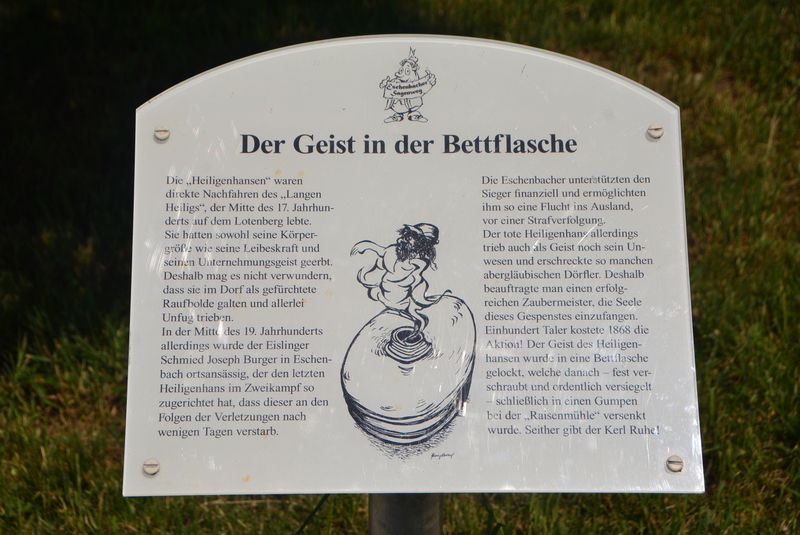 Eschenbacher
Sagenweg
Der Geist in der Bettflasche
Die „Heiligenhansen“ waren
direkte Nachfahren des „Langen
Heiligs“, der Mitte des 17. Jahrhun-
derts auf dem Lotenberg lebte.
Sie hatten sowohl seine Körper-
größe wie seine Leibeskraft und
seinen Unternehmungsgeist geerbt.
Deshalb mag es nicht verwundern,
dass sie im Dorf als gefürchtete
Raufbolde galten und allerlei
Unfug trieben.
In der Mitte des 19. Jahrhunderts
allerdings wurde der Eislinger
Schmied Joseph Burger in Eschen-
bach ortsansässig, der den letzten
Heiligenhans im Zweikampf so
zugerichtet hat, dass dieser an den
Folgen der Verletzungen nach
wenigen Tagen verstarb.
Die Eschenbacher unterstützten den
Sieger finanziell und ermöglichten
ihm so eine Flucht ins Ausland,
vor einer Strafverfolgung.
Der tote Heiligenhans allerdings
trieb auch als Geist noch sein Un-
wesen und erschreckte so manchen
abergläubischen Dörfler. Deshalb
beauftragte man einen erfolg-
reichen Zaubermeister, die Seele
dieses Gespenstes einzufangen.
Einhundert Taler kostete 1868 die
Aktion! Der Geist des Heiligen-
hansen wurde in eine Bettflasche
gelockt, welche danach – fest ver-
schraubt und ordentlich versiegelt
– schließlich in einen Gumpen
bei der „Raisenmühle“ versenkt
wurde. Seither gibt der Kerl Ruhe!